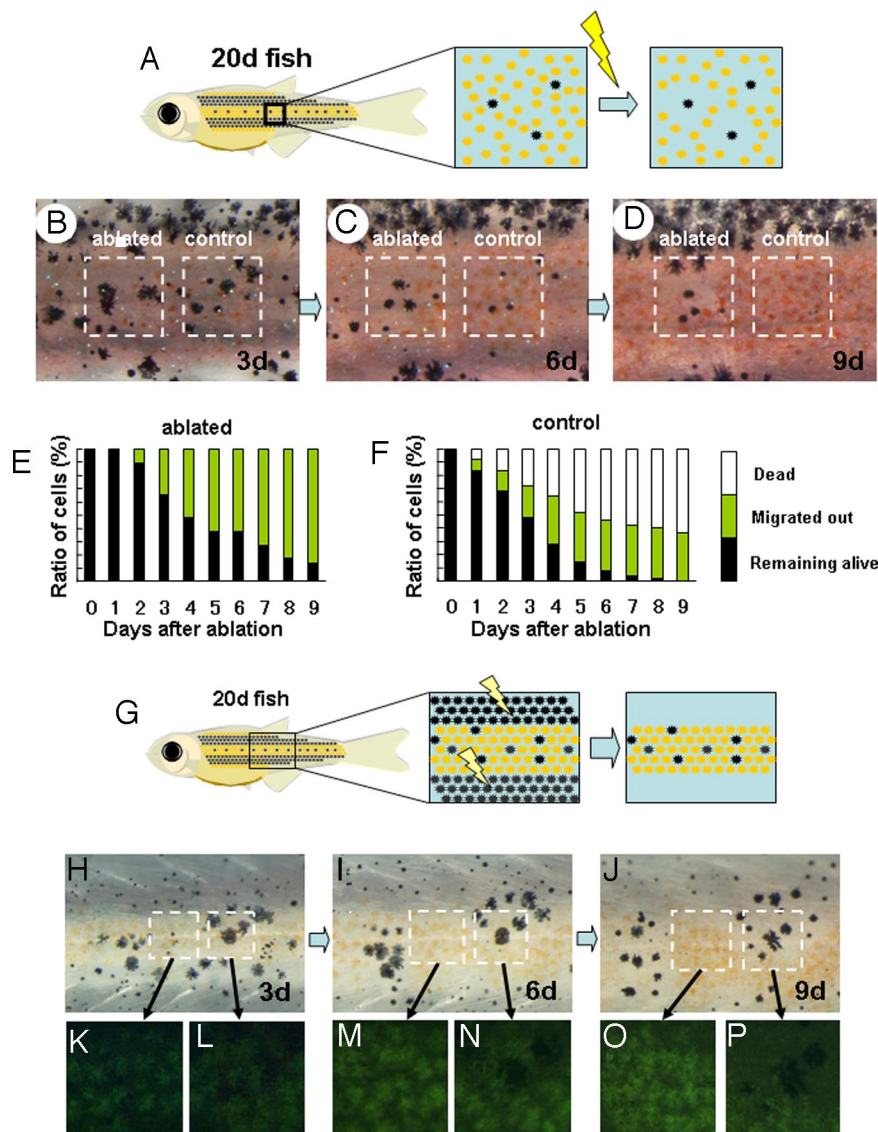 A
20d fish
B
ablated
control
3d
C
ablated
control
6d
D
ablated
control
9d
E
ablated
Ratio of cells (%)
0 1 2 3 4 5 6 7 8 9
Days after ablation
F
control
Ratio of cells (%)
0 1 2 3 4 5 6 7 8 9
Days after ablation
Dead
Migrated out
Remaining alive
G
20d fish
H
3d
I
6d
J
9d
K
L
M
N
O
P